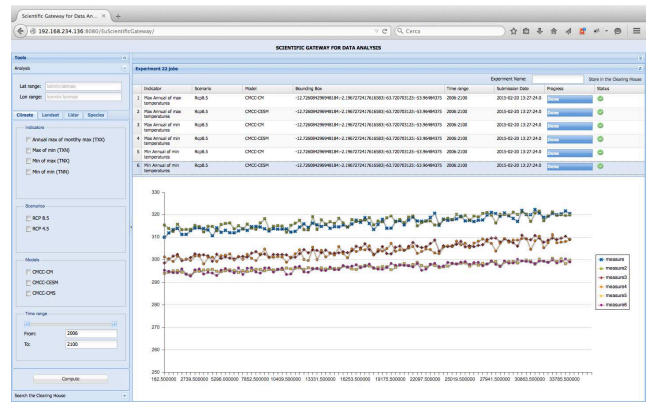 Scientific Gateway for Data An... × +
192.168.234.136:8080/EuScientificGateway/ Cerca
SCIENTIFIC GATEWAY FOR DATA ANALYSIS
Tools
Analysis
Lat range:
Lon range:
Climate Landsat Lidar Species
Indicators
Annual max of monthy max (TXX)
Max of min (TXN)
Min of max (TNX)
Min of min (TNN)
Scenarios
RCP 8.5
RCP 4.5
Models
CMCC-CM
CMCC-CESM
CMCC-CMS
Time range
From: 2006
To: 2100
Compute
Search the Clearing House
Experiment 22 jobs
Experiment Name: Store in the Clearing House
Indicator Scenario Model Bounding Box Time range Submission Date Progress Status
1 Max Annual of max temperatures Rcp8.5 CMCC-CM 2006:2100 2015-02-20 13:27:24.0 Done
2 Max Annual of max temperatures Rcp8.5 CMCC-CESM 2006:2100 2015-02-20 13:27:24.0 Done
3 Max Annual of min temperatures Rcp8.5 CMCC-CM 2006:2100 2015-02-20 13:27:24.0 Done
4 Max Annual of min temperatures Rcp8.5 CMCC-CESM 2006:2100 2015-02-20 13:27:24.0 Done
5 Min Annual of min temperatures Rcp8.5 CMCC-CM 2006:2100 2015-02-20 13:27:24.0 Done
6 Min Annual of min temperatures Rcp8.5 CMCC-CESM 2006:2100 2015-02-20 13:27:24.0 Done
330
320
310
300
290
280
270
260
250
182.500000 2739.500000 5296.000000 7852.500000 10409.500000 13331.500000 16253.500000 19175.500000 22097.500000 25019.500000 27941.500000 30863.500000 33785.500000
measure
measure2
measure3
measure4
measure5
measure6